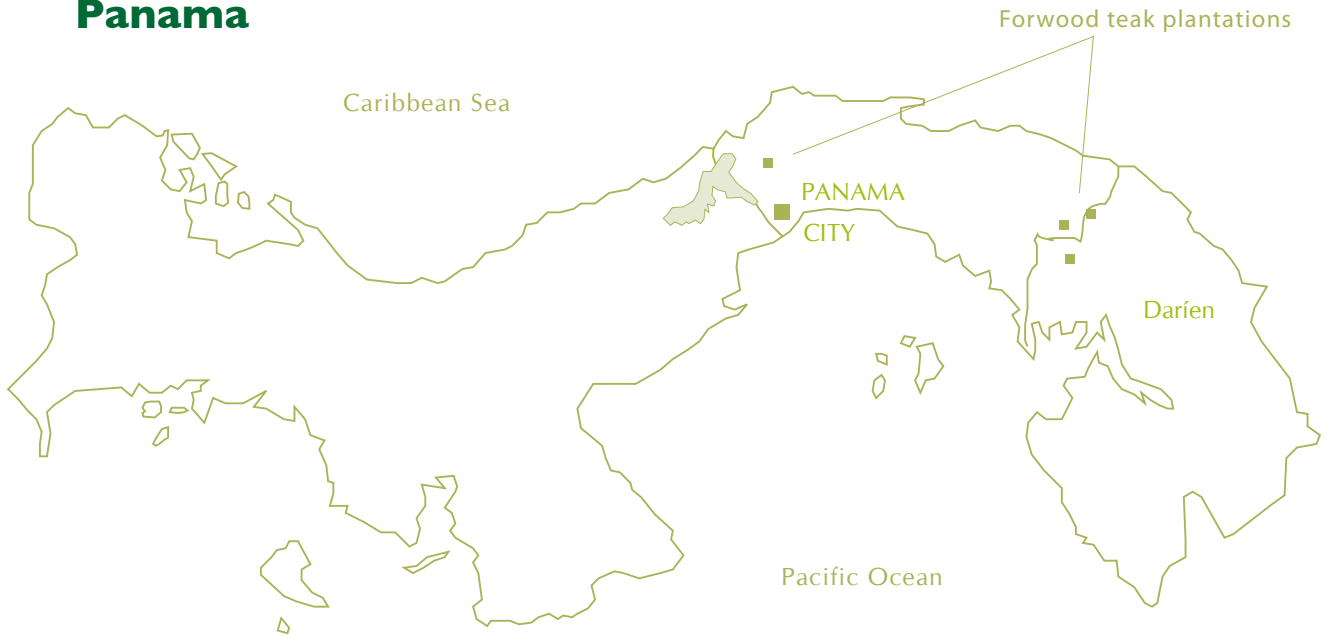 Panama
Forwood teak plantations
Caribbean Sea
PANAMA
CITY
Daríen
Pacific Ocean